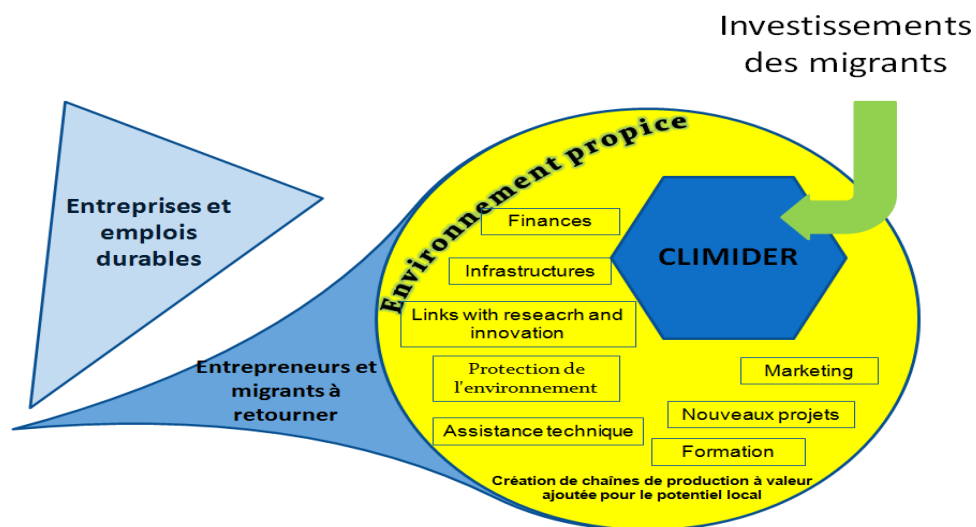 Investissements
des migrants
Environnement propice
Entreprises et
emplois
durables
Finances
CLIMIDER
Infrastructures
Links with reseacrh and
innovation
Entrepreneurs et
migrants à
retourner
Protection de
l'environnement
Marketing
Assistance technique
Nouveaux projets
Formation
Création de chaînes de production à valeur
ajoutée pour le potentiel local